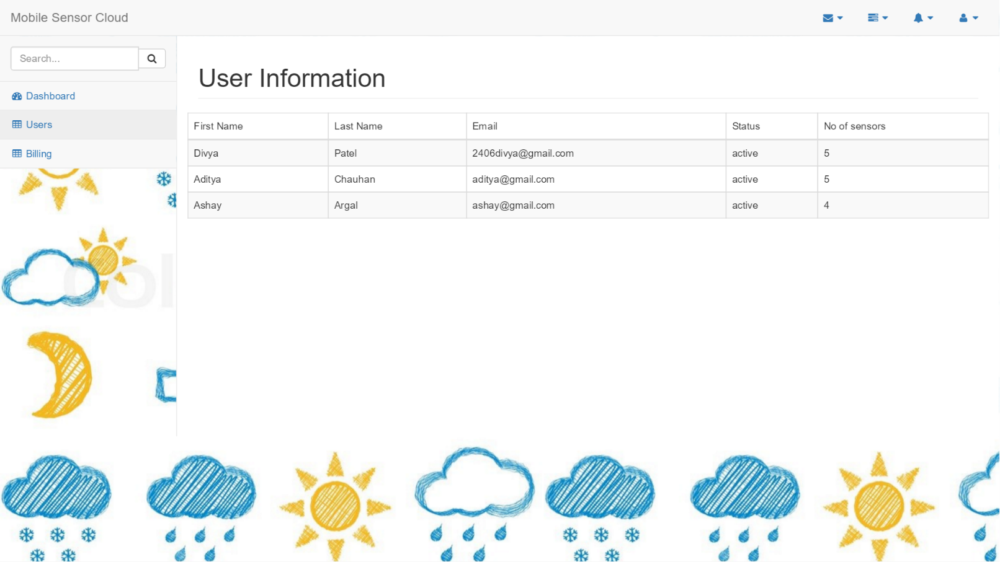 Mobile Sensor Cloud
Search...
Dashboard
Users
Billing
User Information
First Name Last Name Email Status No of sensors
Divya Patel 2406divya@gmail.com active 5
Aditya Chauhan aditya@gmail.com active 5
Ashay Argal ashay@gmail.com active 4